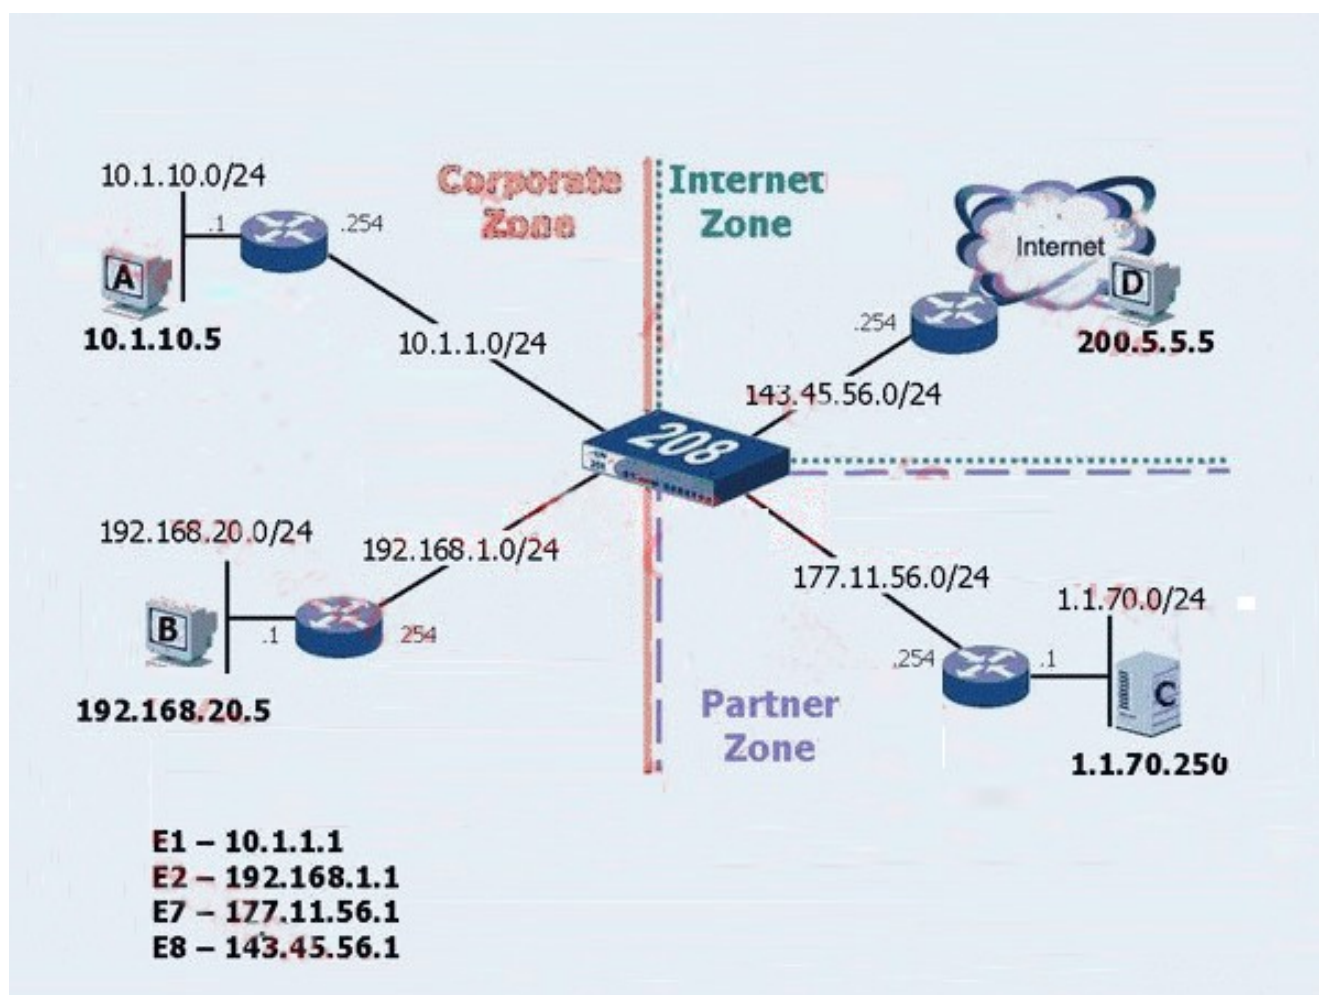 10.1.10.0/24
.1
.254
A
10.1.10.5
Corporate
Zone
Internet
Zone
Internet
D
.254
200.5.5.5
10.1.1.0/24
143.45.56.0/24
208
192.168.20.0/24
192.168.1.0/24
B
.1
254
192.168.20.5
177.11.56.0/24
1.1.70.0/24
.254
.1
C
Partner
Zone
1.1.70.250
E1 – 10.1.1.1
E2 – 192.168.1.1
E7 – 177.11.56.1
E8 – 143.45.56.1